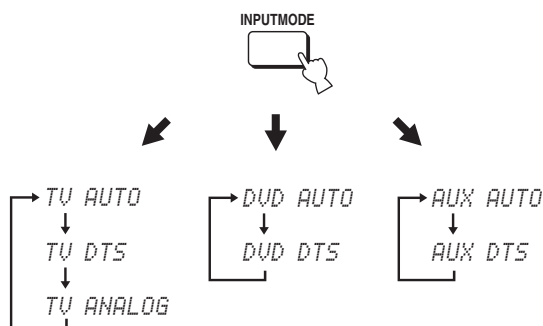 INPUTMODE
TV AUTO
TV DTS
TV ANALOG
DVD AUTO
DVD DTS
AUX AUTO
AUX DTS